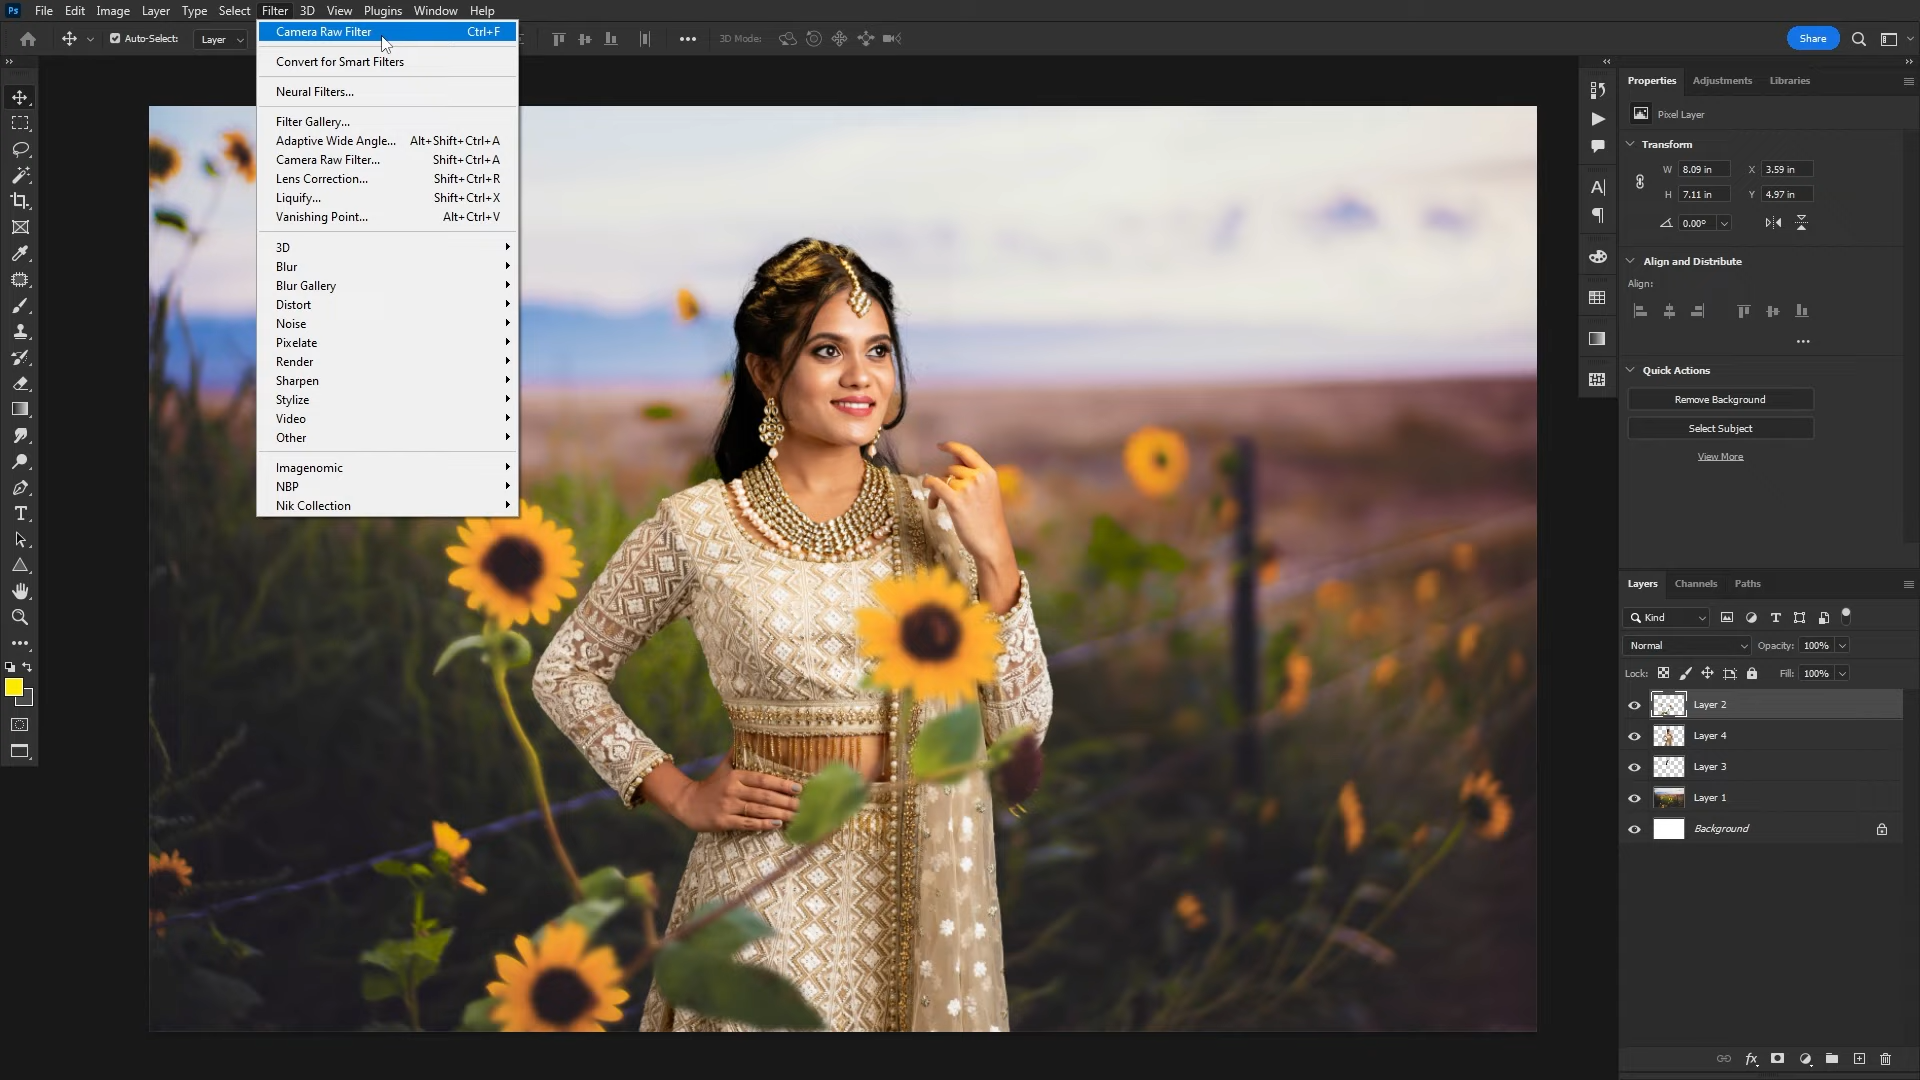 Ps File Edit Image Layer Type Select Filter 3D View Plugins Window Help
Auto-Select: Layer 3D Mode: Share
Camera Raw Filter Ctrl+F
Convert for Smart Filters
Neural Filters...
Filter Gallery...
Adaptive Wide Angle... Alt+Shift+Ctrl+A
Camera Raw Filter... Shift+Ctrl+A
Lens Correction... Shift+Ctrl+R
Liquify... Shift+Ctrl+X
Vanishing Point... Alt+Ctrl+V
3D
Blur
Blur Gallery
Distort
Noise
Pixelate
Render
Sharpen
Stylize
Video
Other
Imagenomic
NBP
Nik Collection
Properties Adjustments Libraries
Pixel Layer
Transform
W 8.09 in X 3.59 in
H 7.11 in Y 4.97 in
0.00°
Align and Distribute
Align:
Quick Actions
Remove Background
Select Subject
View More
Layers Channels Paths
Kind
Normal Opacity: 100%
Lock: Fill: 100%
Layer 2
Layer 4
Layer 3
Layer 1
Background